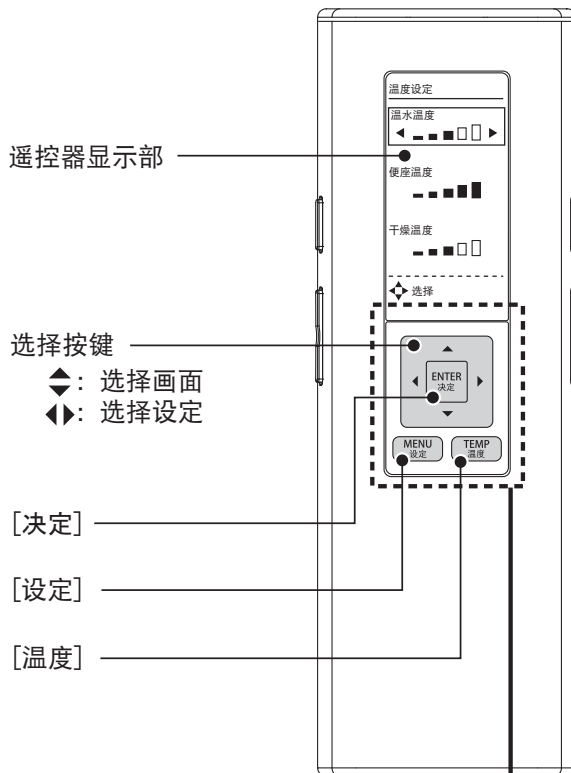 温度设定
温水温度
便座温度
干燥温度
选择
遥控器显示部
选择按键
: 选择画面
: 选择设定
ENTER
决定
MENU
设定
TEMP
温度
[决定]
[设定]
[温度]